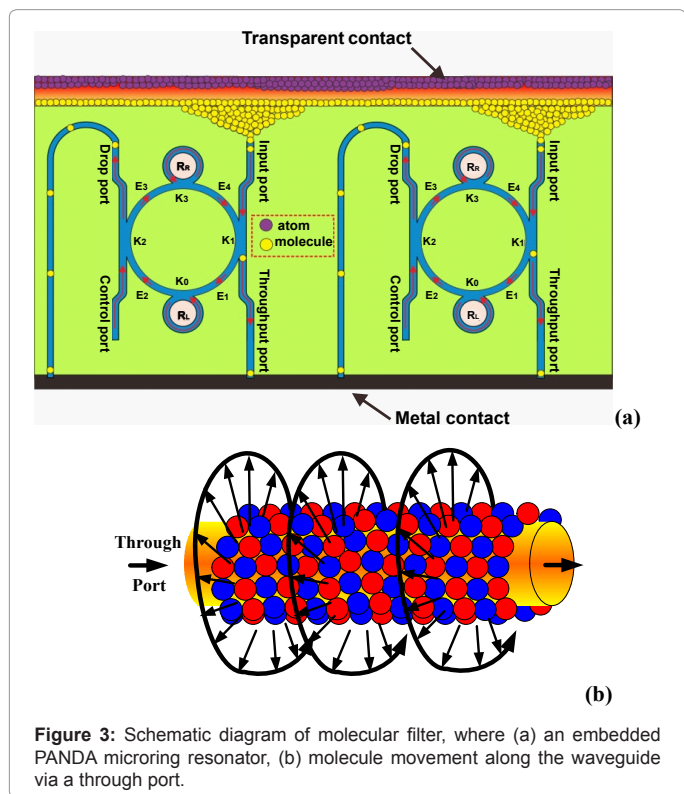 Transparent contact
Drop port
Input port
Drop port
Input port
RR
RR
E3
K3
E4
E3
K3
E4
K2
K1
K2
K1
atom
molecule
K0
K0
E2
E1
E2
E1
RL
RL
Control port
Throughput port
Control port
Throughput port
Metal contact
(a)
Through
Port
(b)
Figure 3: Schematic diagram of molecular filter, where (a) an embedded
PANDA microring resonator, (b) molecule movement along the waveguide
via a through port.